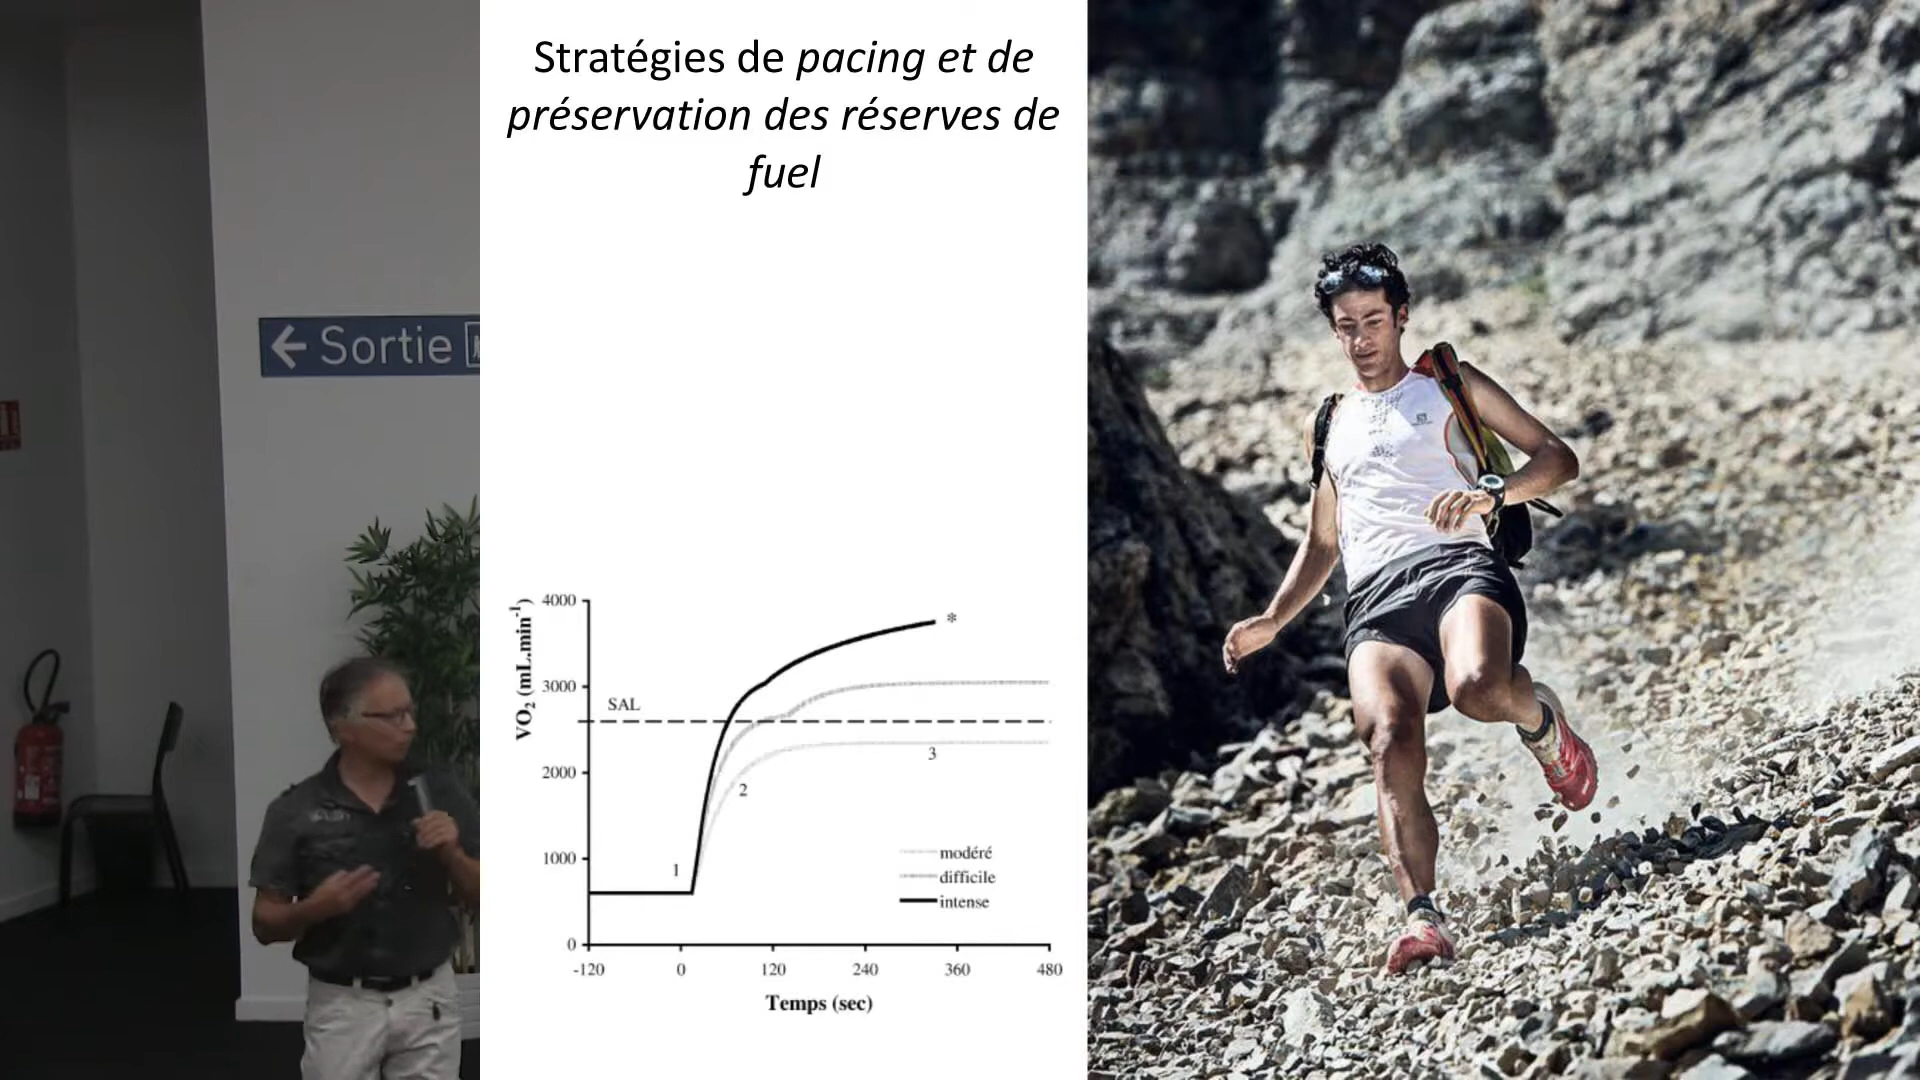 Stratégies de pacing et de
préservation des réserves de
fuel
Sortie
4000
3000
2000
1000
0
VO₂ (mL.min⁻¹)
SAL
*
1
2
3
modéré
difficile
intense
-120
0
120
240
360
480
Temps (sec)